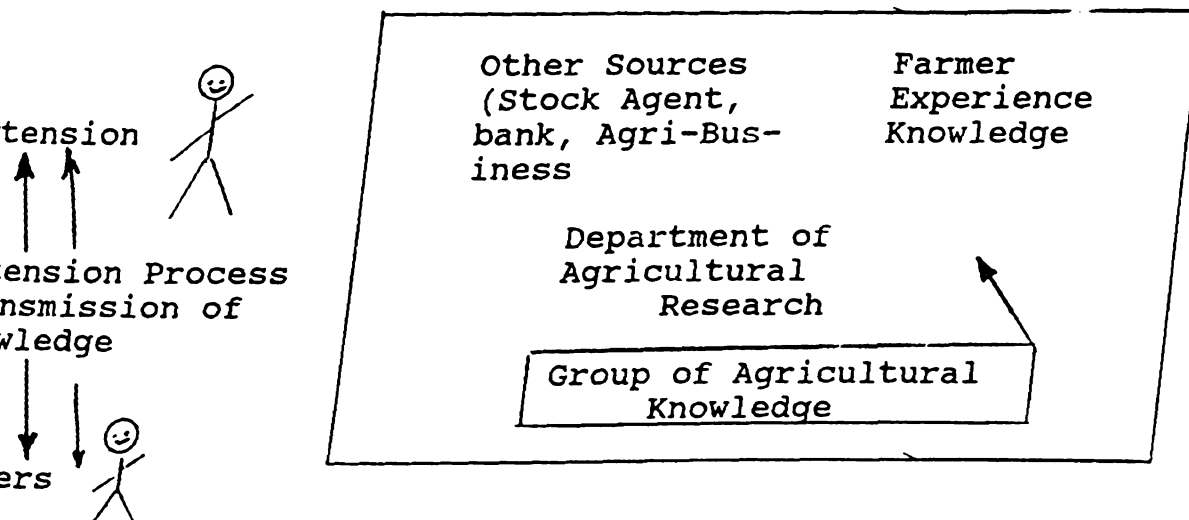 tension
tension Process
nsmission of
wledge
ers
Other Sources
(Stock Agent,
bank, Agri-Bus-
iness
Farmer
Experience
Knowledge
Department of
Agricultural
Research
Group of Agricultural
Knowledge